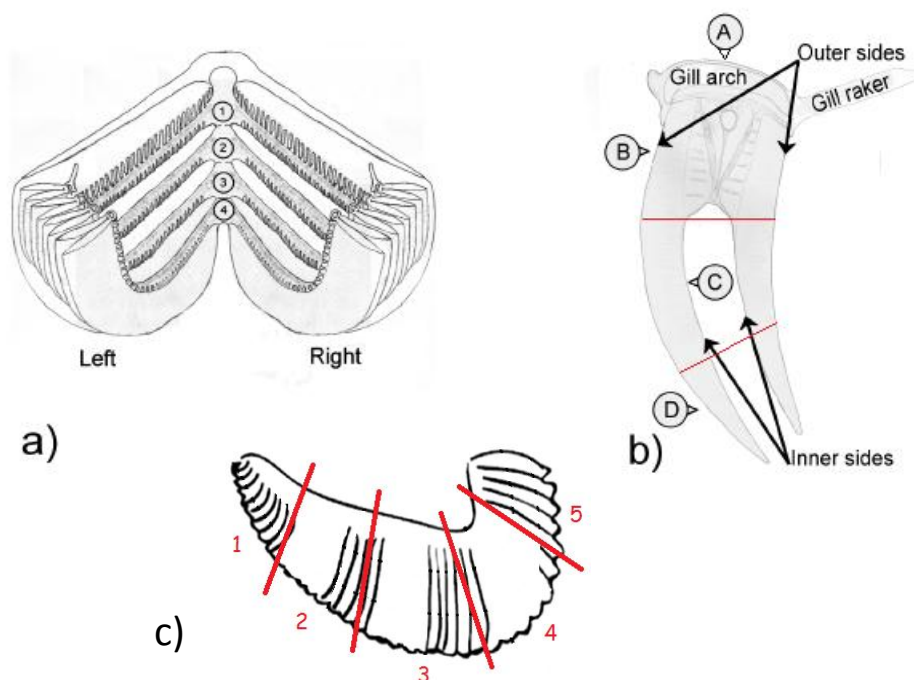 1
2
3
4
Left Right
a)
A
Outer sides
Gill arch
Gill raker
B
C
D
b)
Inner sides
1
2
3
4
5
c)